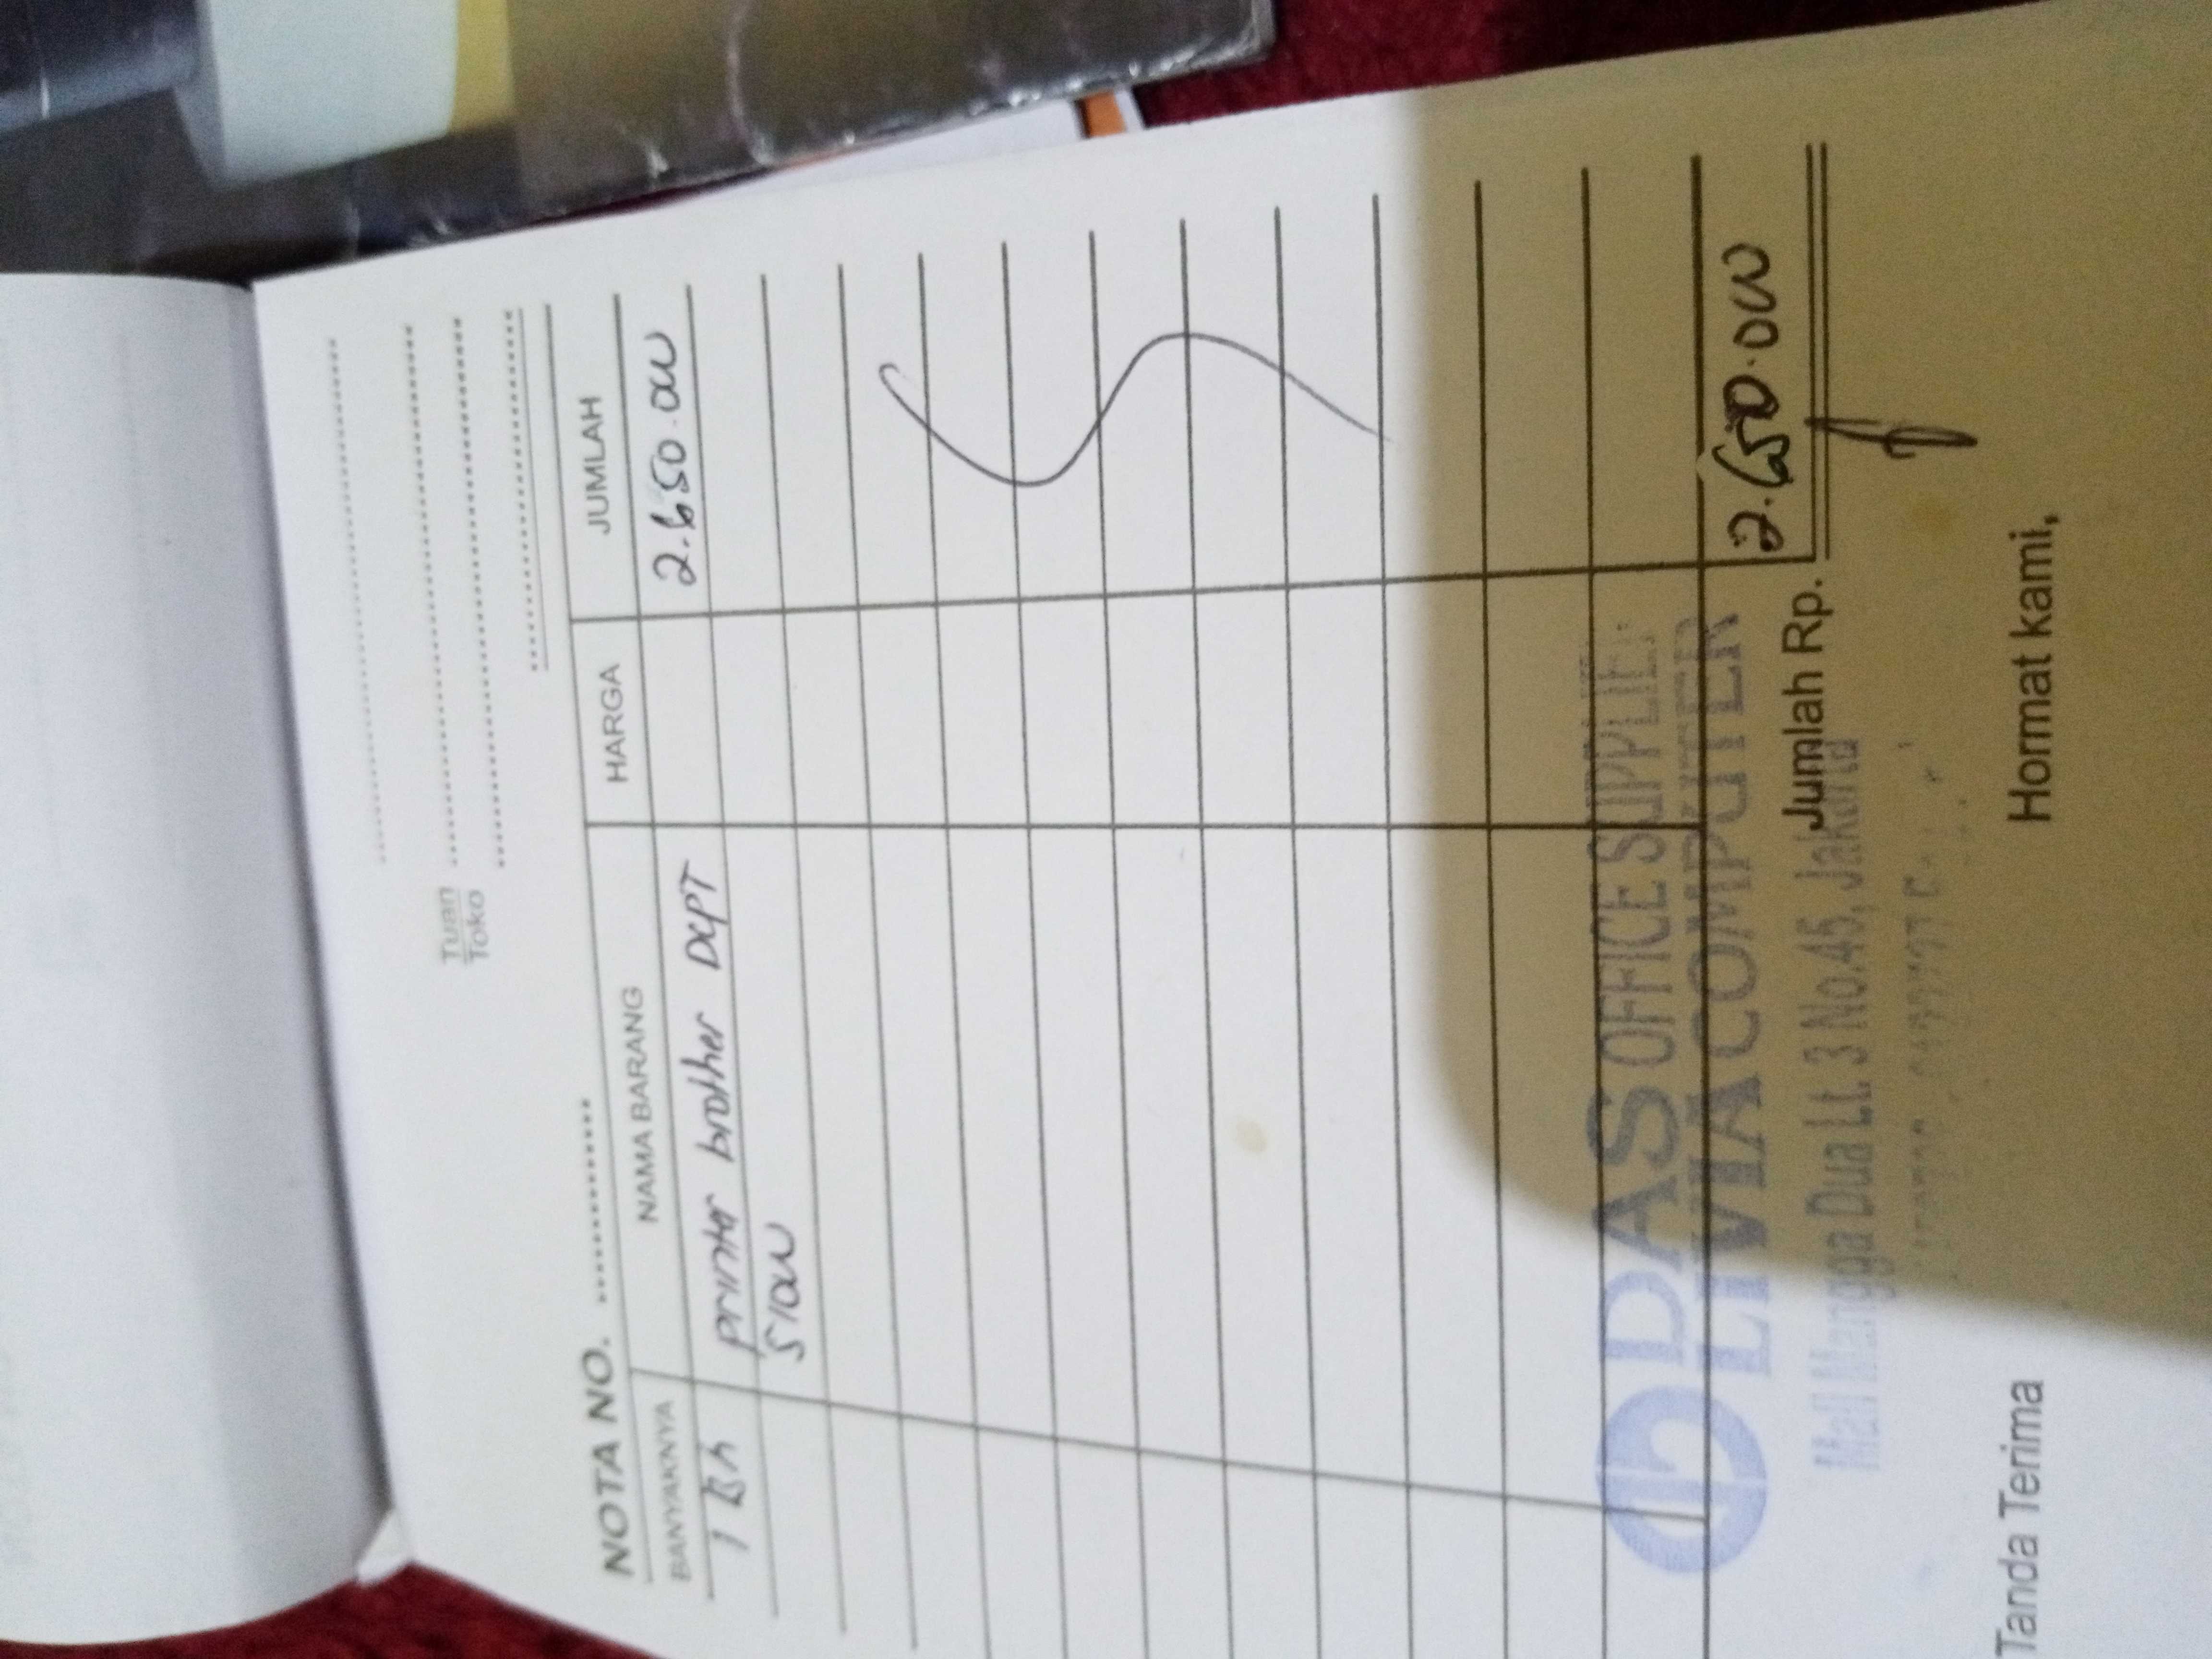 Tuan
Toko
NOTA NO.
BANYAKNYA NAMA BARANG HARGA JUMLAH
1 Bh printer brother DCPT 2.650.000
510W
DAS OFFICE SUPPLIE
LIVIA COMPUTER
Jumlah Rp. 2.650.000
Mall Mangga Dua Lt. 3 No.45, Jakarta
Tanda Terima Hormat kami,